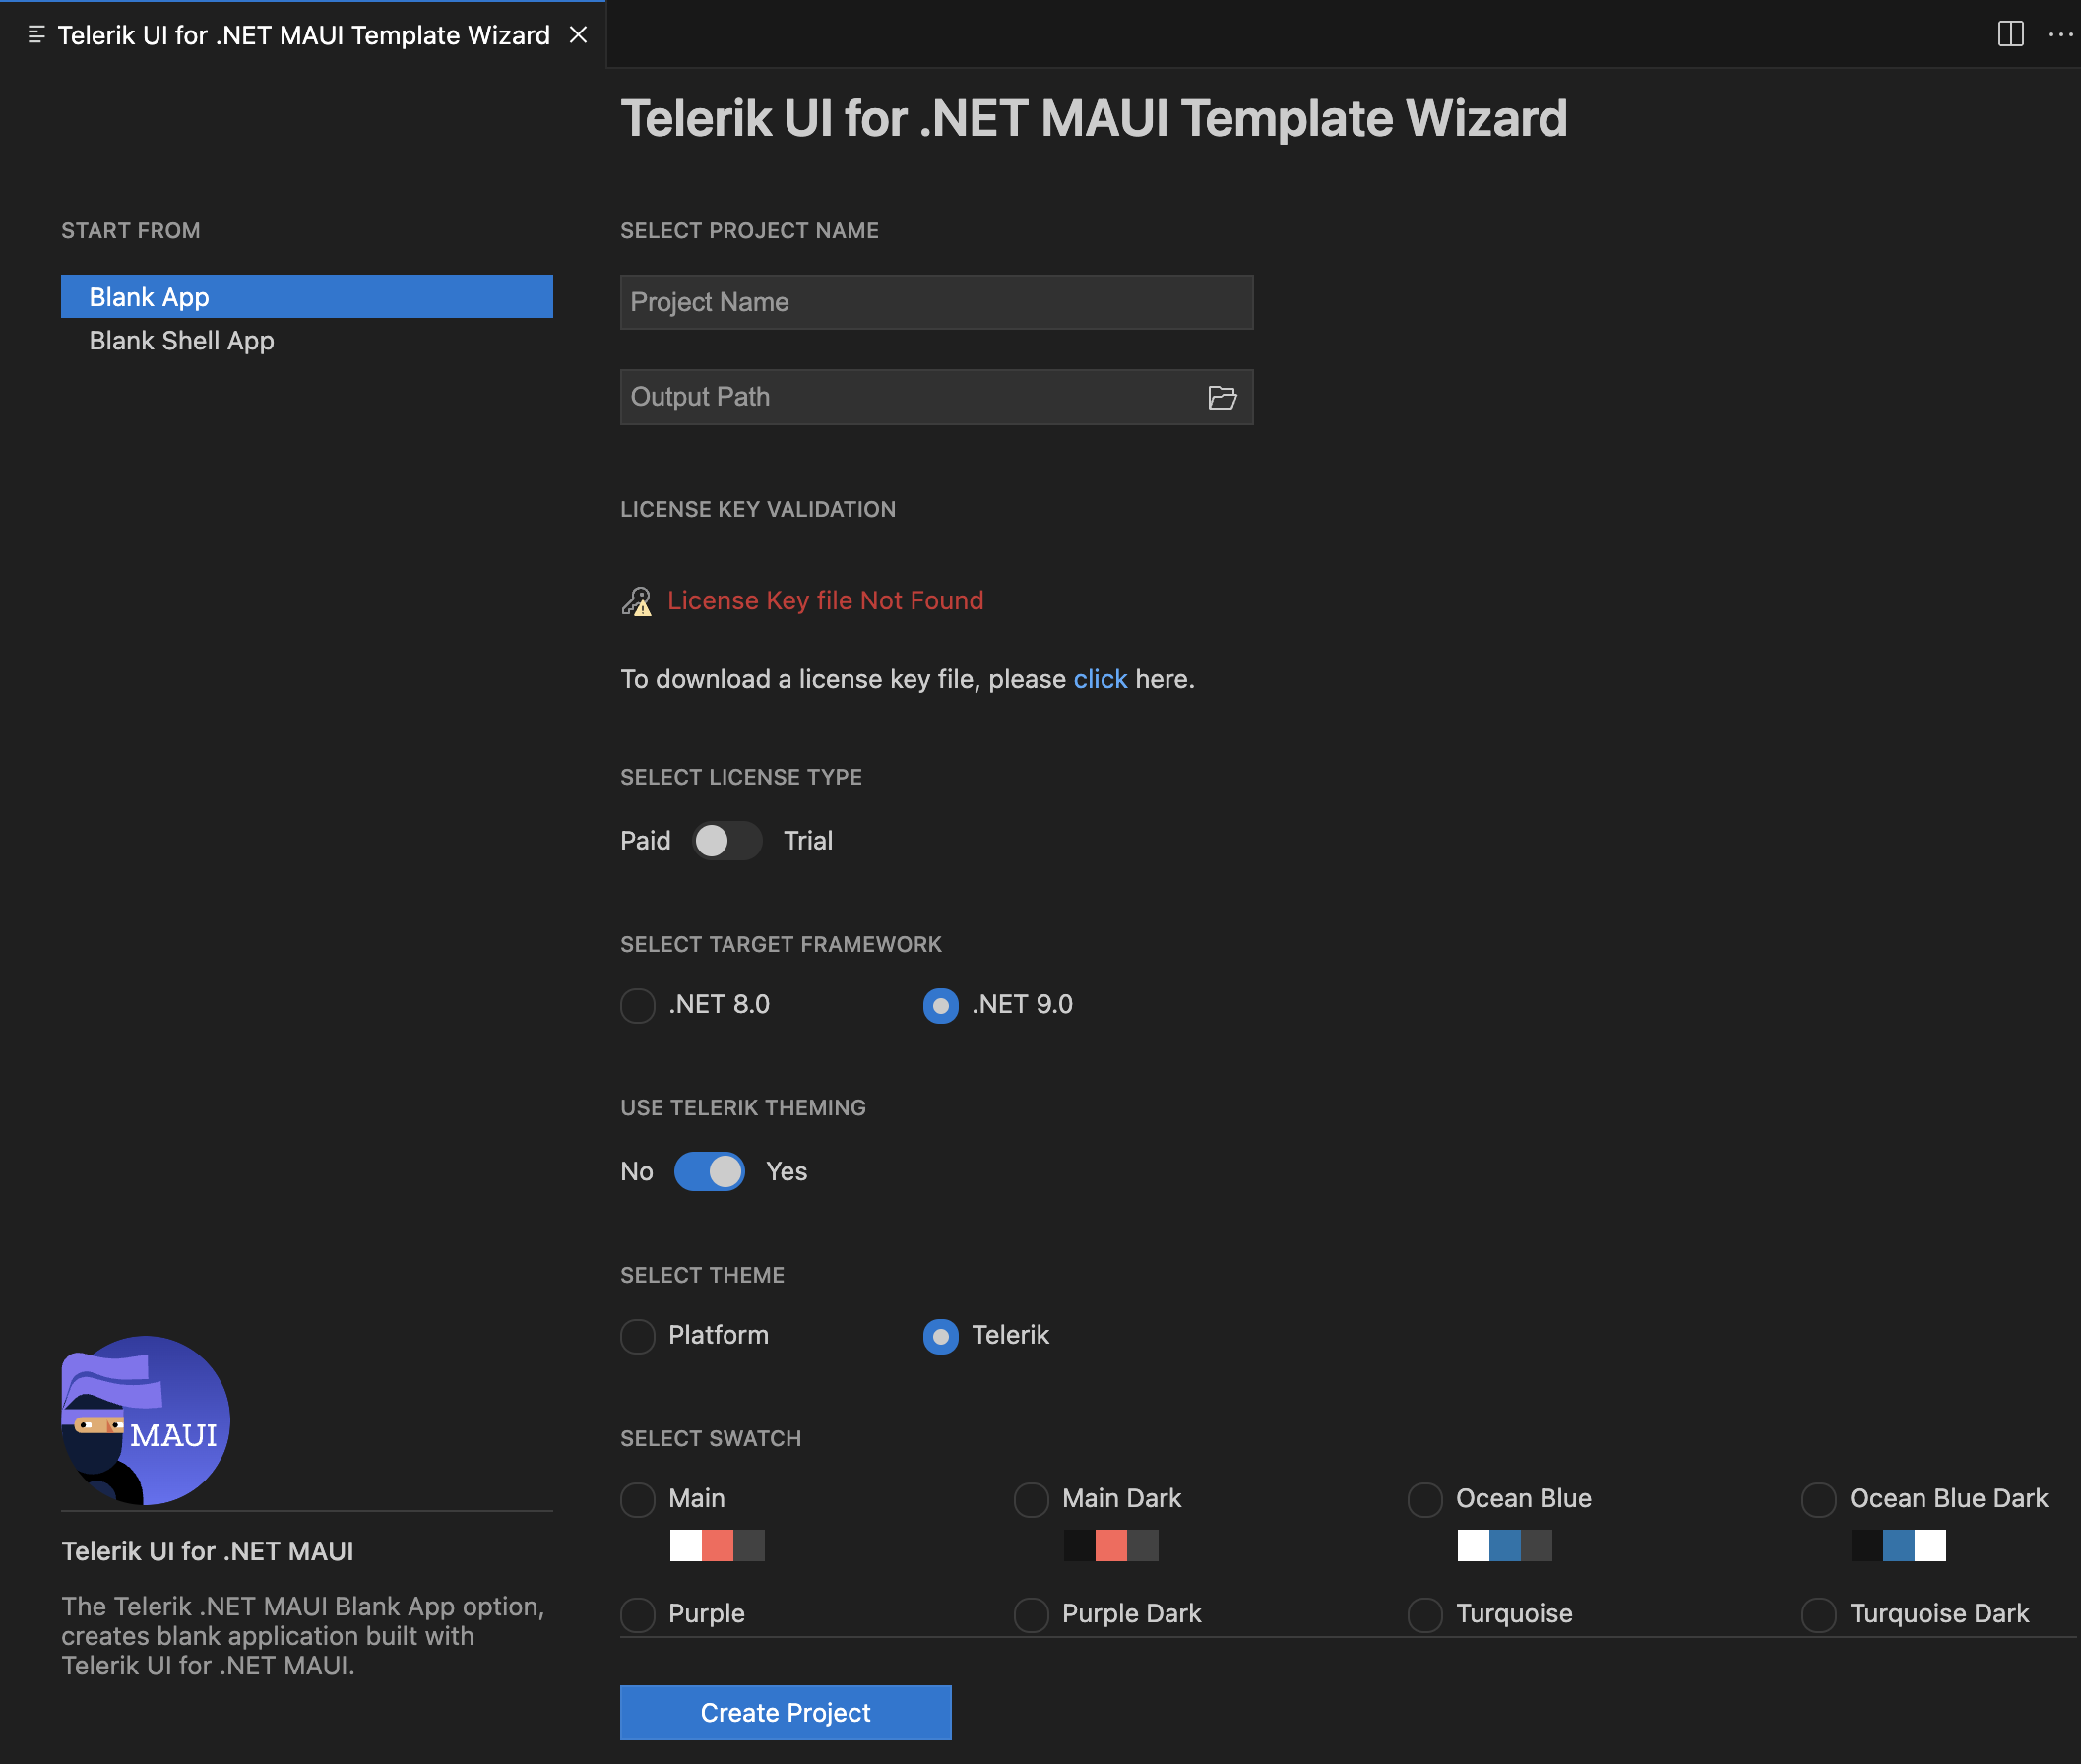 Telerik UI for .NET MAUI Template Wizard
Telerik UI for .NET MAUI Template Wizard
START FROM
Blank App
Blank Shell App
MAUI
Telerik UI for .NET MAUI
The Telerik .NET MAUI Blank App option,
creates blank application built with
Telerik UI for .NET MAUI.
SELECT PROJECT NAME
Project Name
Output Path
LICENSE KEY VALIDATION
License Key file Not Found
To download a license key file, please click here.
SELECT LICENSE TYPE
Paid Trial
SELECT TARGET FRAMEWORK
.NET 8.0 .NET 9.0
USE TELERIK THEMING
No Yes
SELECT THEME
Platform Telerik
SELECT SWATCH
Main Main Dark Ocean Blue Ocean Blue Dark
Purple Purple Dark Turquoise Turquoise Dark
Create Project